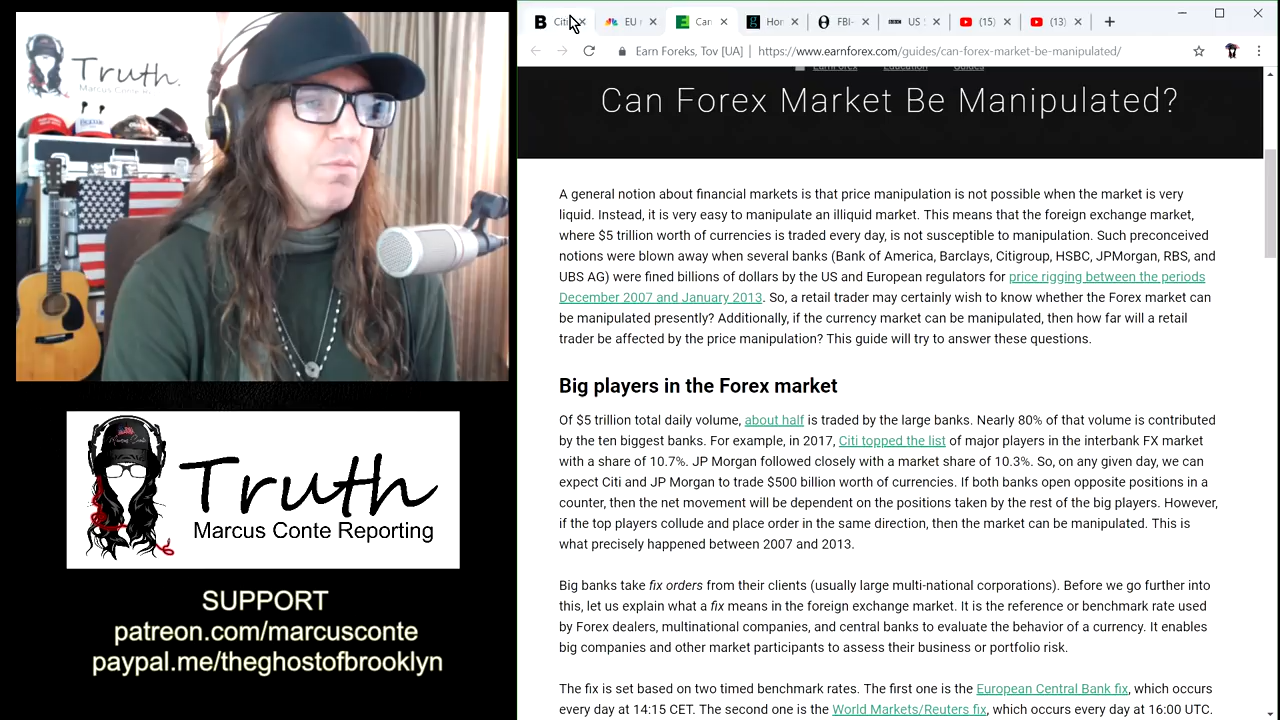 Truth.
Marcus Conte
Truth
Marcus Conte Reporting
SUPPORT
patreon.com/marcusconte
paypal.me/theghostofbrooklyn
Citi
EU
Can
Hom
FBI-
BBC
US
(15)
(13)
Earn Foreks, Tov [UA]
https://www.earnforex.com/guides/can-forex-market-be-manipulated/
EarnForex
Education
Guides
Can Forex Market Be Manipulated?
A general notion about financial markets is that price manipulation is not possible when the market is very
liquid. Instead, it is very easy to manipulate an illiquid market. This means that the foreign exchange market,
where $5 trillion worth of currencies is traded every day, is not susceptible to manipulation. Such preconceived
notions were blown away when several banks (Bank of America, Barclays, Citigroup, HSBC, JPMorgan, RBS, and
UBS AG) were fined billions of dollars by the US and European regulators for price rigging between the periods
December 2007 and January 2013. So, a retail trader may certainly wish to know whether the Forex market can
be manipulated presently? Additionally, if the currency market can be manipulated, then how far will a retail
trader be affected by the price manipulation? This guide will try to answer these questions.
Big players in the Forex market
Of $5 trillion total daily volume, about half is traded by the large banks. Nearly 80% of that volume is contributed
by the ten biggest banks. For example, in 2017, Citi topped the list of major players in the interbank FX market
with a share of 10.7%. JP Morgan followed closely with a market share of 10.3%. So, on any given day, we can
expect Citi and JP Morgan to trade $500 billion worth of currencies. If both banks open opposite positions in a
counter, then the net movement will be dependent on the positions taken by the rest of the big players. However,
if the top players collude and place order in the same direction, then the market can be manipulated. This is
what precisely happened between 2007 and 2013.
Big banks take fix orders from their clients (usually large multi-national corporations). Before we go further into
this, let us explain what a fix means in the foreign exchange market. It is the reference or benchmark rate used
by Forex dealers, multinational companies, and central banks to evaluate the behavior of a currency. It enables
big companies and other market participants to assess their business or portfolio risk.
The fix is set based on two timed benchmark rates. The first one is the European Central Bank fix, which occurs
every day at 14:15 CET. The second one is the World Markets/Reuters fix, which occurs every day at 16:00 UTC.